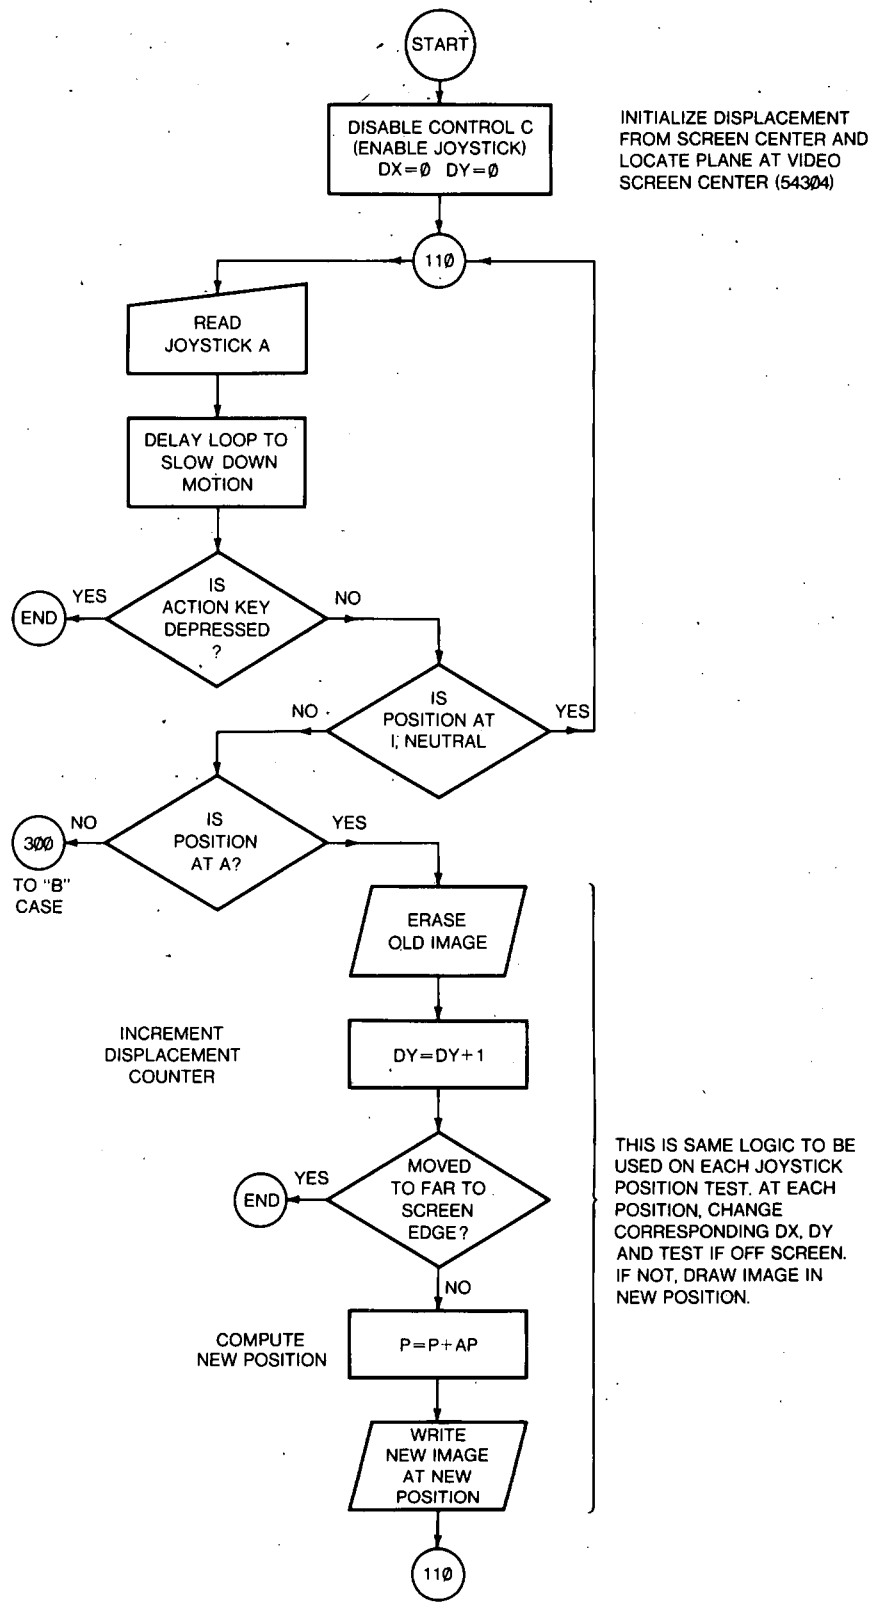 START
DISABLE CONTROL C
(ENABLE JOYSTICK)
DX=Ø DY=Ø
INITIALIZE DISPLACEMENT
FROM SCREEN CENTER AND
LOCATE PLANE AT VIDEO
SCREEN CENTER (543Ø4)
11Ø
READ
JOYSTICK A
DELAY LOOP TO
SLOW DOWN
MOTION
IS
ACTION KEY
DEPRESSED
?
YES
END
NO
IS
POSITION AT
I, NEUTRAL
YES
NO
IS
POSITION
AT A?
NO
3ØØ
TO "B"
CASE
YES
ERASE
OLD IMAGE
INCREMENT
DISPLACEMENT
COUNTER
DY=DY+1
MOVED
TO FAR TO
SCREEN
EDGE?
YES
END
NO
THIS IS SAME LOGIC TO BE
USED ON EACH JOYSTICK
POSITION TEST. AT EACH
POSITION, CHANGE
CORRESPONDING DX, DY
AND TEST IF OFF SCREEN.
IF NOT, DRAW IMAGE IN
NEW POSITION.
COMPUTE
NEW POSITION
P=P+AP
WRITE
NEW IMAGE
AT NEW
POSITION
11Ø